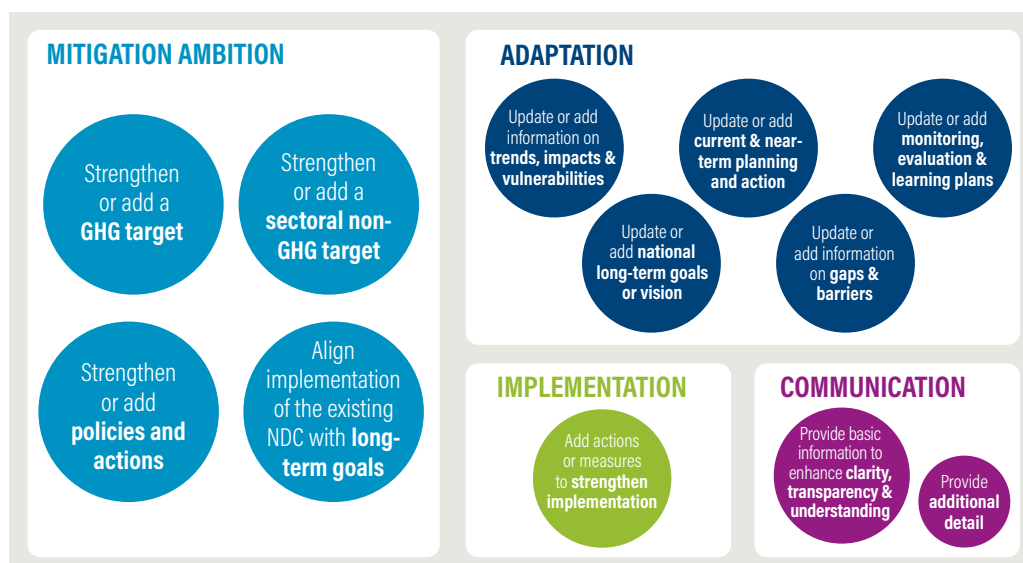 MITIGATION AMBITION
Strengthen
or add a
GHG target
Strengthen
or add a
sectoral non-
GHG target
Strengthen
or add
policies and
actions
Align
implementation
of the existing
NDC with long-
term goals
ADAPTATION
Update or add
information on
trends, impacts &
vulnerabilities
Update or add
current & near-
term planning
and action
Update or add
monitoring,
evaluation &
learning plans
Update or
add national
long-term goals
or vision
Update or
add information
on gaps &
barriers
IMPLEMENTATION
Add actions
or measures
to strengthen
implementation
COMMUNICATION
Provide basic
information to
enhance clarity,
transparency &
understanding
Provide
additional
detail